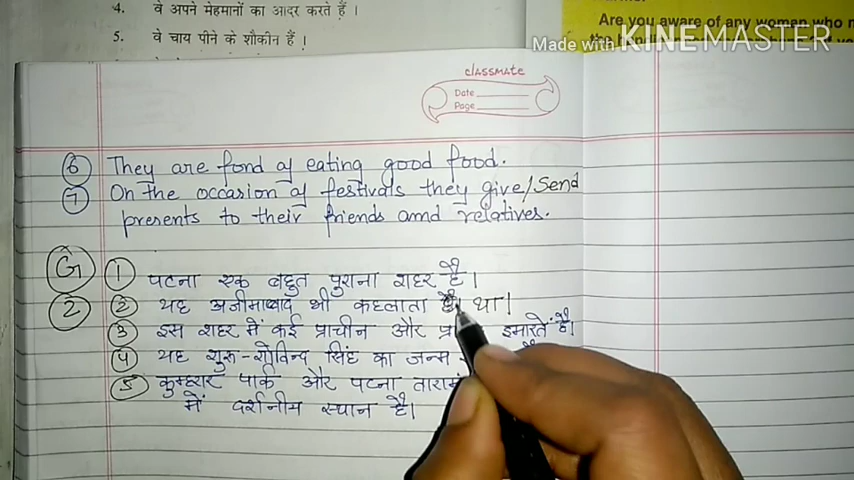 4. वे अपने मेहमानों का आदर करते हैं ।
Are you aware of any woman who
5. वे चाय पीने के शौकीन हैं ।
Made with KINEMASTER
classmate
Date
Page
6 They are fond of eating good food.
7 On the occasion of festivals they give/send
presents to their friends and relatives.
G 1 पटना एक बहुत पुराना शहर है।
2 2 यह अजीमाबाद भी कहलाता है। था।
3 इस शहर में कई प्राचीन और इमारतें है।
4 यह गुरू-गोविन्द सिंह का जन्म
5 कुम्हरार पार्क और पटना
में दर्शनीय स्थान है।